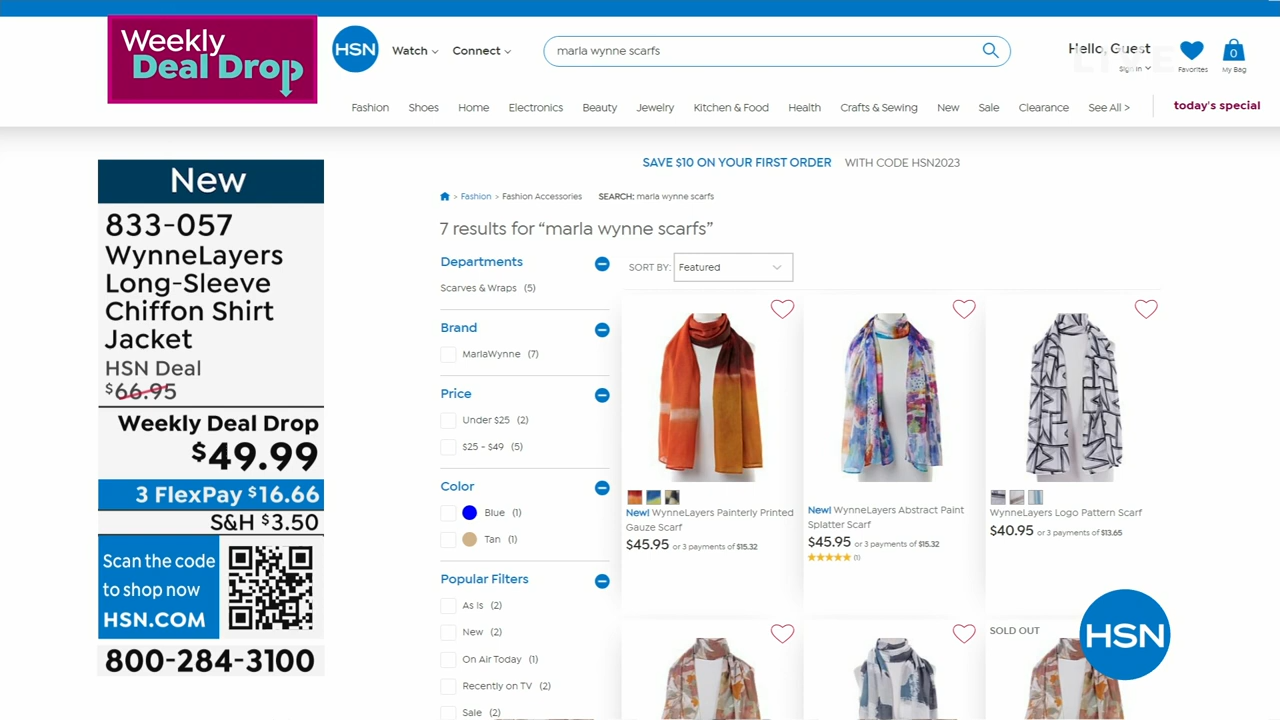 Weekly
Deal Drop
HSN
Watch
Connect
marla wynne scarfs
Hello, Guest
Sign in
Favorites
0
My Bag
LIVE
Fashion Shoes Home Electronics Beauty Jewelry Kitchen & Food Health Crafts & Sewing New Sale Clearance See All > today's special
New
833-057
WynneLayers
Long-Sleeve
Chiffon Shirt
Jacket
HSN Deal
$66.95
Weekly Deal Drop
$49.99
3 FlexPay $16.66
S&H $3.50
Scan the code
to shop now
HSN.COM
800-284-3100
SAVE $10 ON YOUR FIRST ORDER WITH CODE HSN2023
> Fashion > Fashion Accessories SEARCH: marla wynne scarfs
7 results for “marla wynne scarfs”
Departments
Scarves & Wraps (5)
Brand
MarlaWynne (7)
Price
Under $25 (2)
$25 - $49 (5)
Color
Blue (1)
Tan (1)
Popular Filters
As Is (2)
New (2)
On Air Today (1)
Recently on TV (2)
Sale (2)
SORT BY: Featured
New! WynneLayers Painterly Printed
Gauze Scarf
$45.95 or 3 payments of $15.32
New! WynneLayers Abstract Paint
Splatter Scarf
$45.95 or 3 payments of $15.32
(1)
WynneLayers Logo Pattern Scarf
$40.95 or 3 payments of $13.65
SOLD OUT
HSN